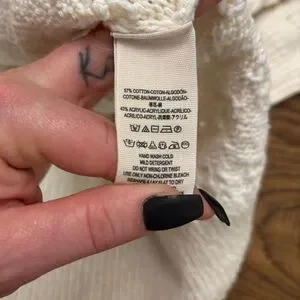 57% COTTON-COTON-ALGODÓN-
COTONE-BAUMWOLLE-ALGODÃO-
43% ACRYLIC-ACRYLIQUE-ACRÍLICO-
ACRILICO-ACRYL-ACRÍLICO-
HAND WASH COLD
MILD DETERGENT
DO NOT WRING OR TWIST
USE ONLY NON-CHLORINE BLEACH
RESHAPE & LAY FLAT TO DRY